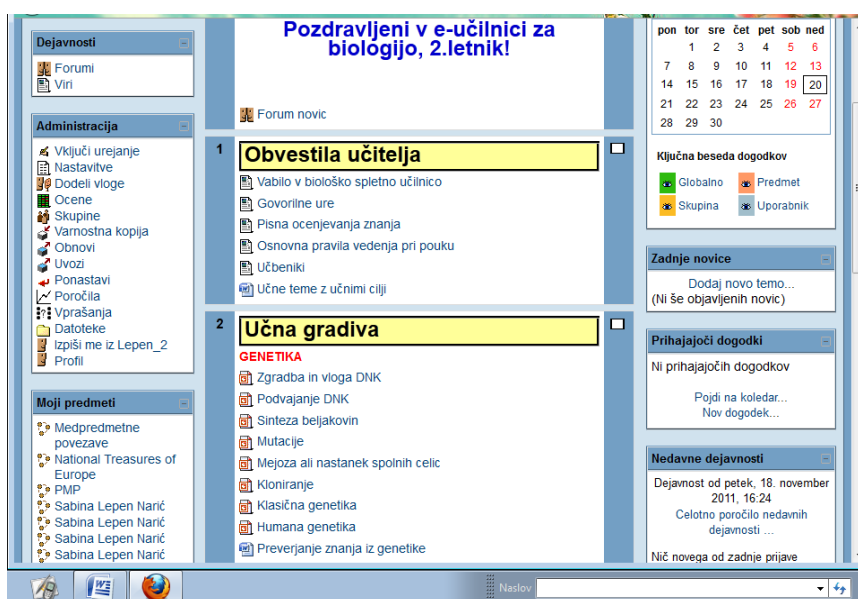 Dejavnosti
Forumi
Viri
Administracija
Vključi urejanje
Nastavitve
Dodeli vloge
Ocene
Skupine
Varnostna kopija
Obnovi
Uvozi
Ponastavi
Poročila
Vprašanja
Datoteke
Izpiši me iz Lepen_2
Profil
Moji predmeti
Medpredmetne
povezave
National Treasures of
Europe
PMP
Sabina Lepen Narić
Sabina Lepen Narić
Sabina Lepen Narić
Sabina Lepen Narić
Pozdravljeni v e-učilnici za
biologijo, 2.letnik!
Forum novic
1
Obvestila učitelja
Vabilo v biološko spletno učilnico
Govorilne ure
Pisna ocenjevanja znanja
Osnovna pravila vedenja pri pouku
Učbeniki
Učne teme z učnimi cilji
2
Učna gradiva
GENETIKA
Zgradba in vloga DNK
Podvajanje DNK
Sinteza beljakovin
Mutacije
Mejoza ali nastanek spolnih celic
Kloniranje
Klasična genetika
Humana genetika
Preverjanje znanja iz genetike
pon tor sre čet pet sob ned
1 2 3 4 5 6
7 8 9 10 11 12 13
14 15 16 17 18 19 20
21 22 23 24 25 26 27
28 29 30
Ključna beseda dogodkov
Globalno Predmet
Skupina Uporabnik
Zadnje novice
Dodaj novo temo...
(Ni še objavljenih novic)
Prihajajoči dogodki
Ni prihajajočih dogodkov
Pojdi na koledar...
Nov dogodek...
Nedavne dejavnosti
Dejavnost od petek, 18. november
2011, 16:24
Celotno poročilo nedavnih
dejavnosti ...
Nič novega od zadnje prijave
Naslov